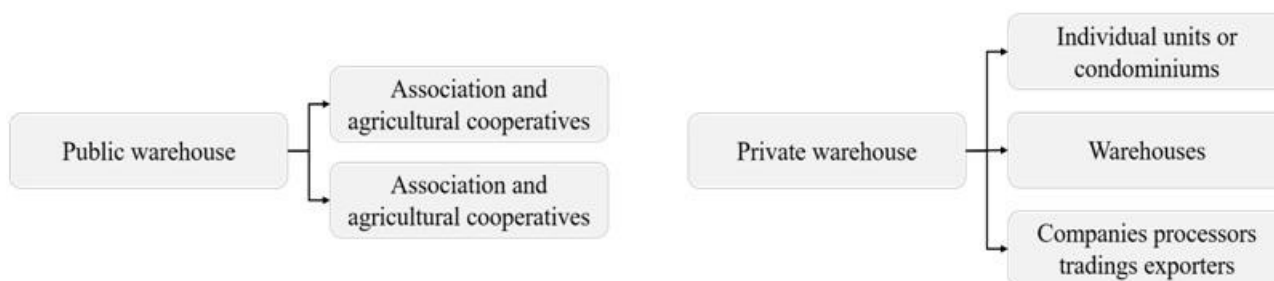 Public warehouse
Association and
agricultural cooperatives
Association and
agricultural cooperatives
Private warehouse
Individual units or
condominiums
Warehouses
Companies processors
tradings exporters